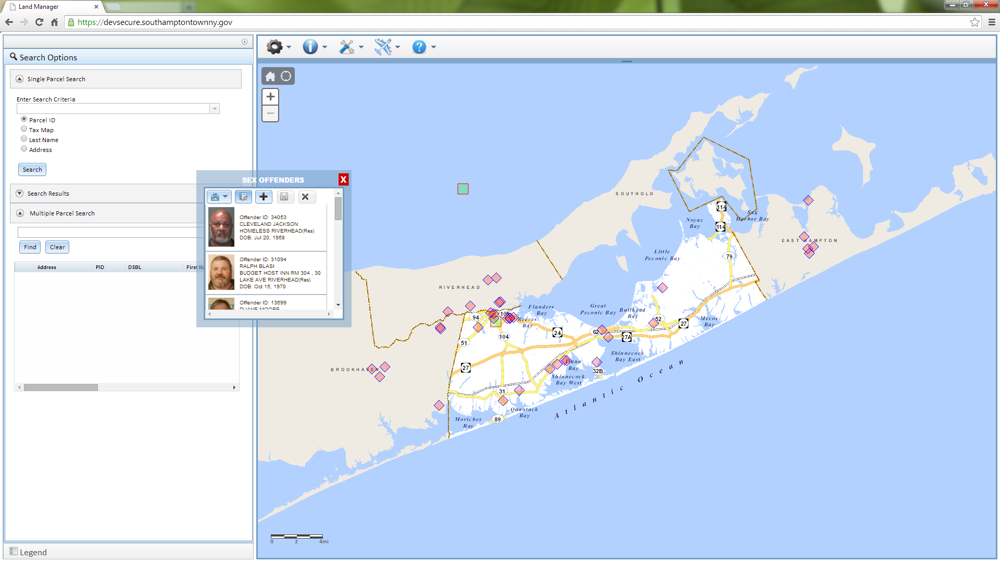 Land Manager
https://devsecure.southamptontownny.gov
Search Options
Single Parcel Search
Enter Search Criteria
Parcel ID
Tax Map
Last Name
Address
Search
Search Results
Multiple Parcel Search
Find
Clear
Address PID DSBL First Na
Legend
SEX OFFENDERS
X
Offender ID: 34053
CLEVELAND JACKSON
HOMELESS RIVERHEAD(Res)
DOB: Jul 20, 1958
Offender ID: 31094
RALPH BLASI
BUDGET HOST INN RM 304 , 30
LAKE AVE RIVERHEAD(Res)
DOB: Oct 15, 1970
Offender ID: 13699
DUANE MOORE
SOUTHOLD
114
Sag
Harbor Bay
Noyac
Bay
114
EAST HAMPTON
Little
Peconic Bay
79
RIVERHEAD
Flanders
Bay
Great
Peconic Bay
Bullhead
Bay
94
105
Reeves
Bay
52
27
Mecox
Bay
24
62
27A
104
51
Shinnecock
Bay East
27
Tiana
Bay
32B
BROOKHAVEN
Shinnecock
Bay West
31
Quantuck
Bay
89
Moriches
Bay
Atlantic Ocean
0 2 4mi